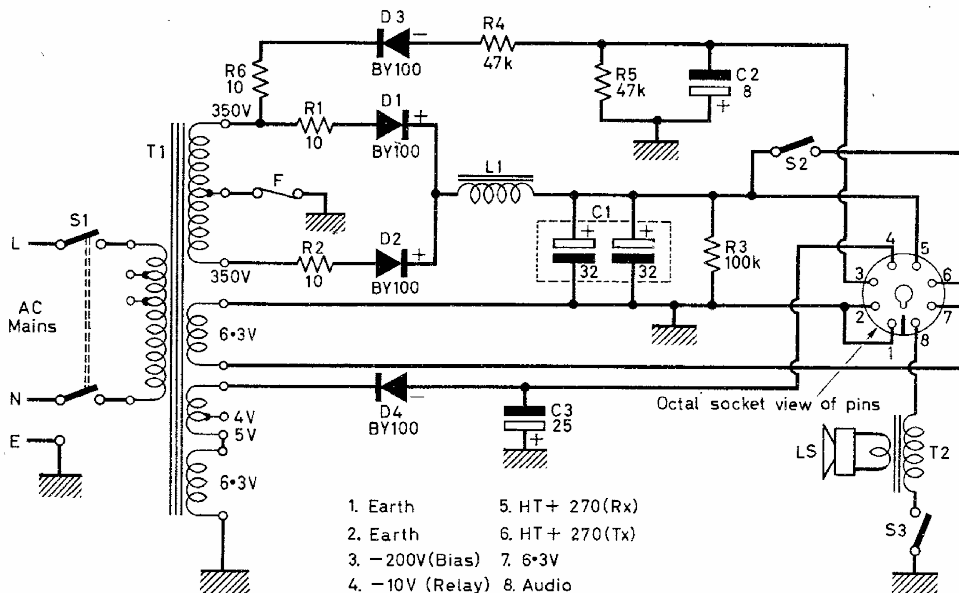 D3
BY100
R4
47k
R6
10
R5
47k
C2
8
+
350V
R1
10
D1
BY100
+
T1
F
S2
L1
S1
L
AC
Mains
N
E
350V
R2
10
D2
BY100
+
C1
+
+
32
32
R3
100k
4
5
3
6
2
7
1
8
6·3V
D4
BY100
C3
25
+
4V
5V
6·3V
Octal socket view of pins
LS
T2
S3
1. Earth
2. Earth
3. −200V(Bias)
4. −10V (Relay)
5. HT+ 270(Rx)
6. HT+ 270(Tx)
7. 6·3V
8. Audio